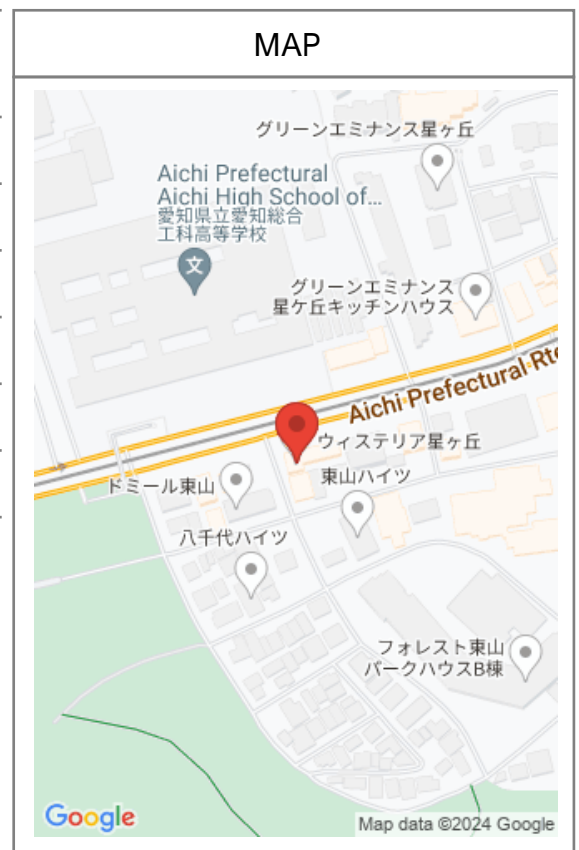 MAP
グリーンエミナンス星ヶ丘
Aichi Prefectural
Aichi High School of...
愛知県立愛知総合
工科高等学校
文
グリーンエミナンス
星ケ丘キッチンハウス
Aichi Prefectural Rte
ウィステリア星ヶ丘
東山ハイツ
ドミール東山
八千代ハイツ
フォレスト東山
パークハウスB棟
Google
Map data ©2024 Google